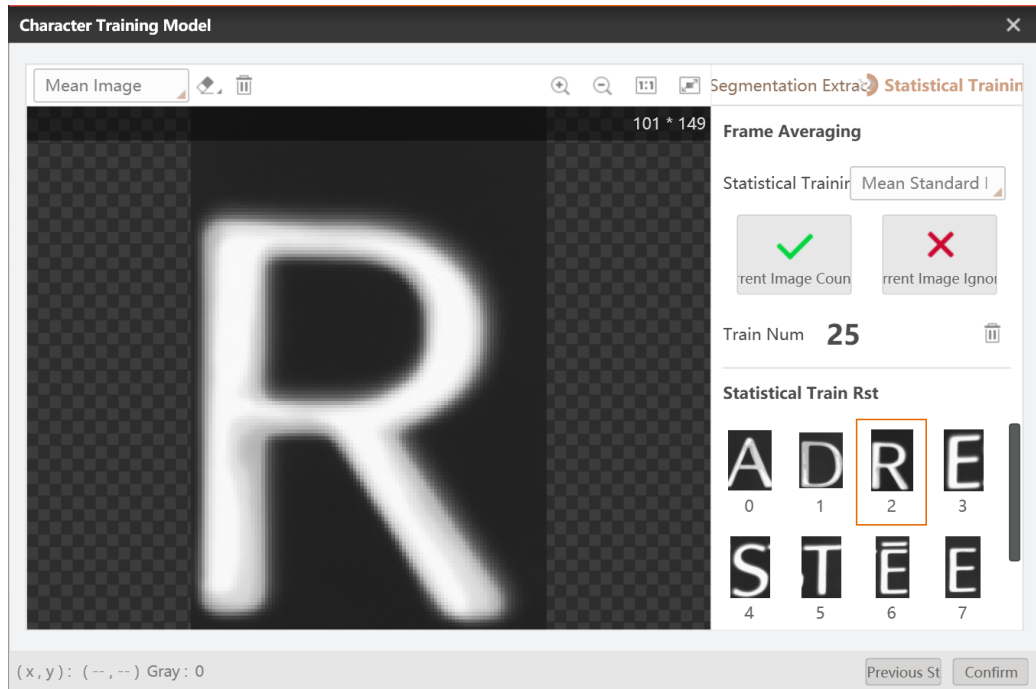 Character Training Model
Mean Image
Segmentation Extrac
Statistical Trainin
101 * 149
Frame Averaging
Statistical Trainin
Mean Standard
R
rrent Image Coun
rrent Image Ignor
Train Num 25
Statistical Train Rst
A D R E
0 1 2 3
S T Ē E
4 5 6 7
(x,y): (--,--) Gray: 0
Previous St
Confirm